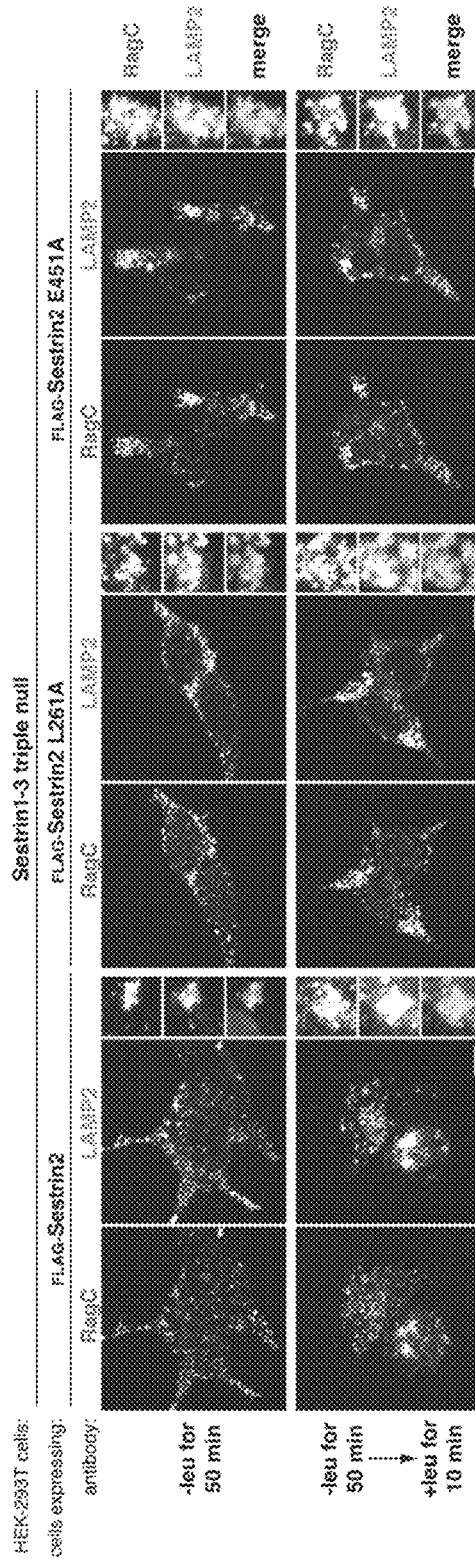 HEK-293T cells:
Sestrin1-3 triple null
cells expressing:
FLAG-Sestrin2
FLAG-Sestrin2 L261A
FLAG-Sestrin2 E451A
antibody:
RagC
LAMP2
RagC
LAMP2
RagC
LAMP2
-leu for
50 min
RagC
LAMP2
merge
-leu for
50 min
+leu for
10 min
RagC
LAMP2
merge